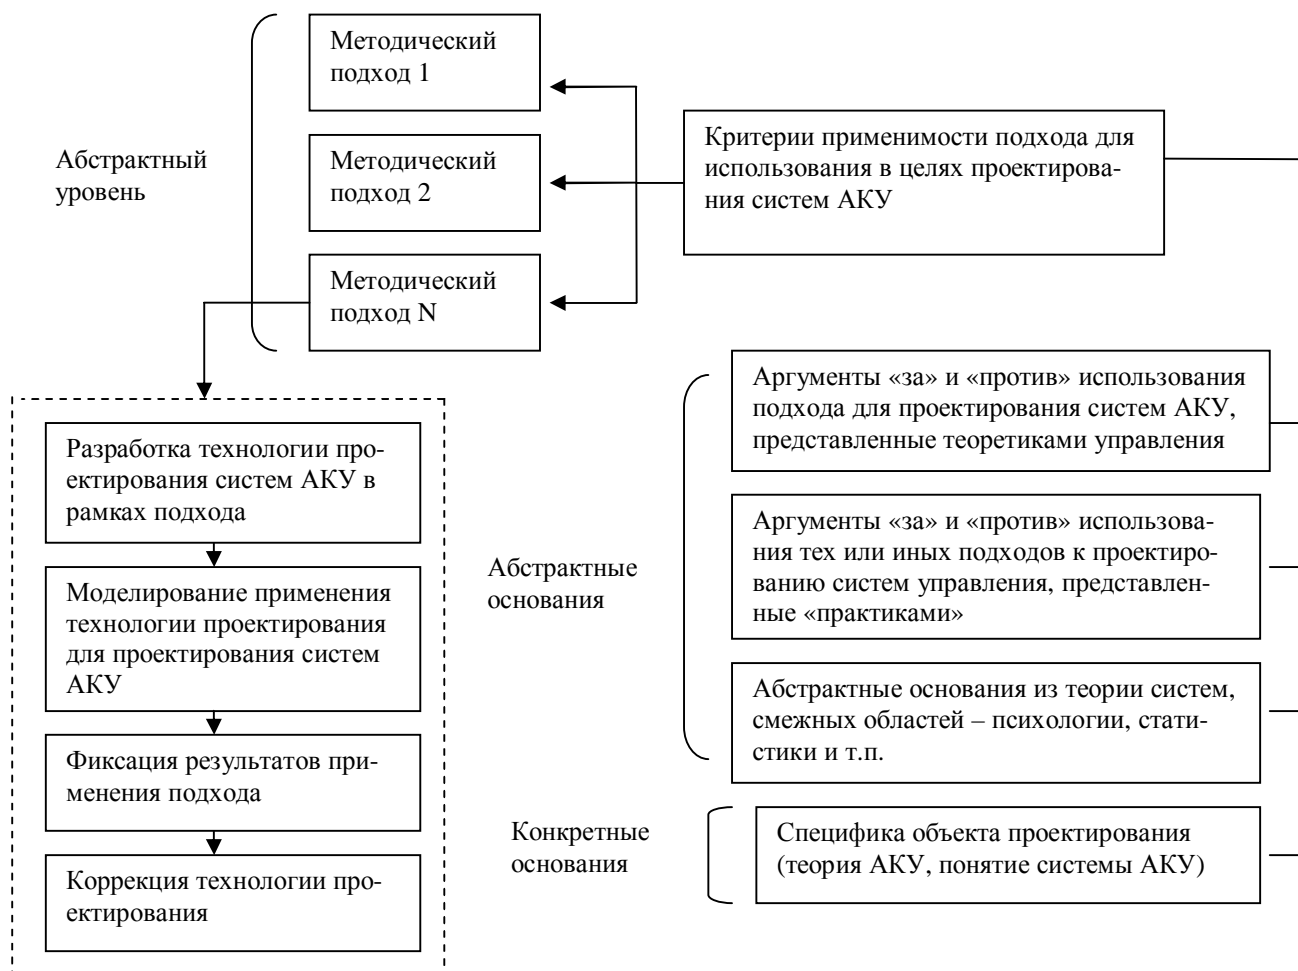 Методический
подход 1
Абстрактный
уровень
Методический
подход 2
Методический
подход N
Критерии применимости подхода для
использования в целях проектирова-
ния систем АКУ
Разработка технологии про-
ектирования систем АКУ в
рамках подхода
Моделирование применения
технологии проектирования
для проектирования систем
АКУ
Фиксация результатов при-
менения подхода
Коррекция технологии про-
ектирования
Абстрактные
основания
Аргументы «за» и «против» использования
подхода для проектирования систем АКУ,
представленные теоретиками управления
Аргументы «за» и «против» использова-
ния тех или иных подходов к проектиро-
ванию систем управления, представлен-
ные «практиками»
Абстрактные основания из теории систем,
смежных областей – психологии, стати-
стики и т.п.
Конкретные
основания
Специфика объекта проектирования
(теория АКУ, понятие системы АКУ)